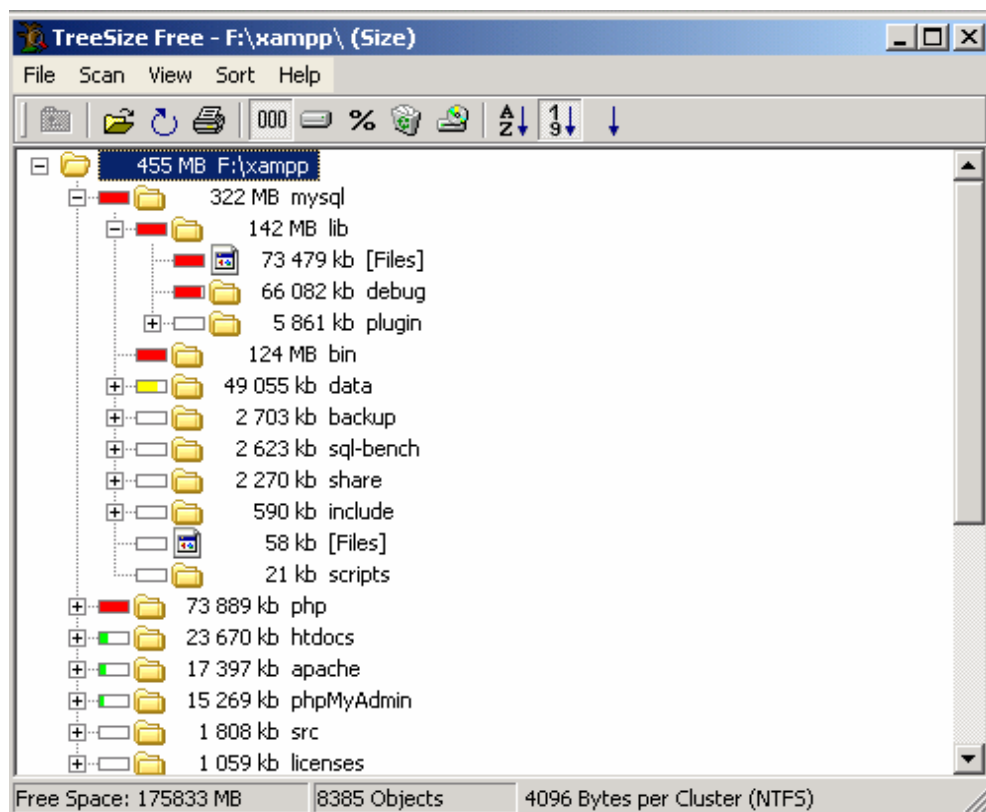 TreeSize Free - F:\xampp\ (Size)
File Scan View Sort Help
000 % A Z 1 9
455 MB F:\xampp
322 MB mysql
142 MB lib
73 479 kb [Files]
66 082 kb debug
5 861 kb plugin
124 MB bin
49 055 kb data
2 703 kb backup
2 623 kb sql-bench
2 270 kb share
590 kb include
58 kb [Files]
21 kb scripts
73 889 kb php
23 670 kb htdocs
17 397 kb apache
15 269 kb phpMyAdmin
1 808 kb src
1 059 kb licenses
Free Space: 175833 MB 8385 Objects 4096 Bytes per Cluster (NTFS)